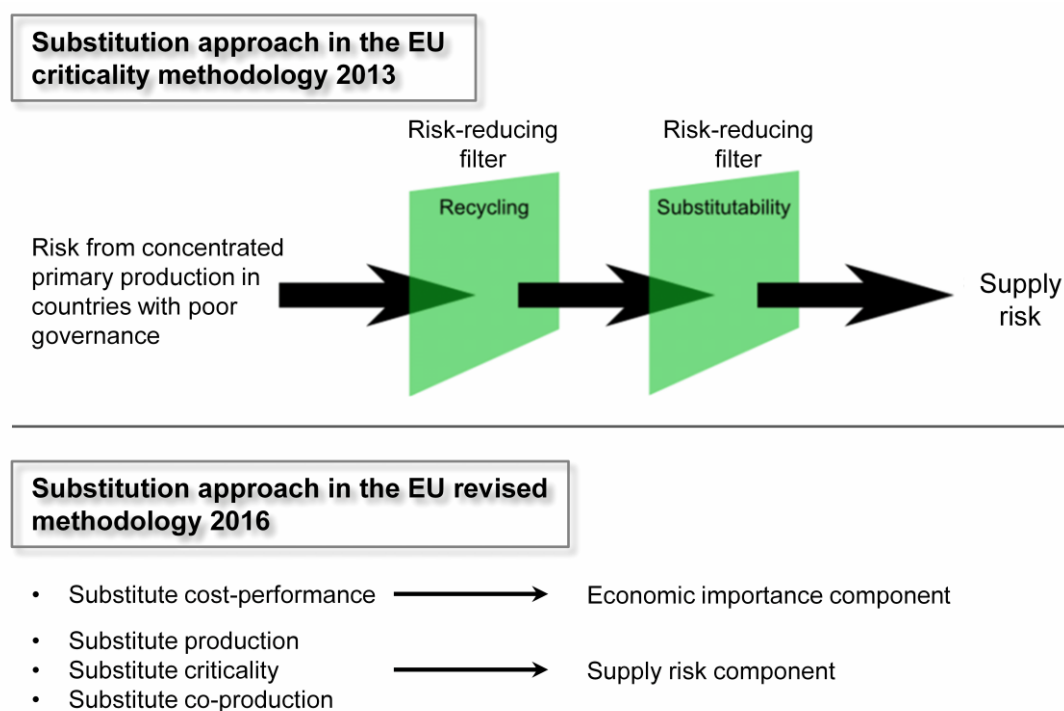 Substitution approach in the EU
criticality methodology 2013
Risk-reducing
filter
Risk-reducing
filter
Recycling
Substitutability
Risk from concentrated
primary production in
countries with poor
governance
Supply
risk
Substitution approach in the EU revised
methodology 2016
• Substitute cost-performance
Economic importance component
• Substitute production
• Substitute criticality
• Substitute co-production
Supply risk component